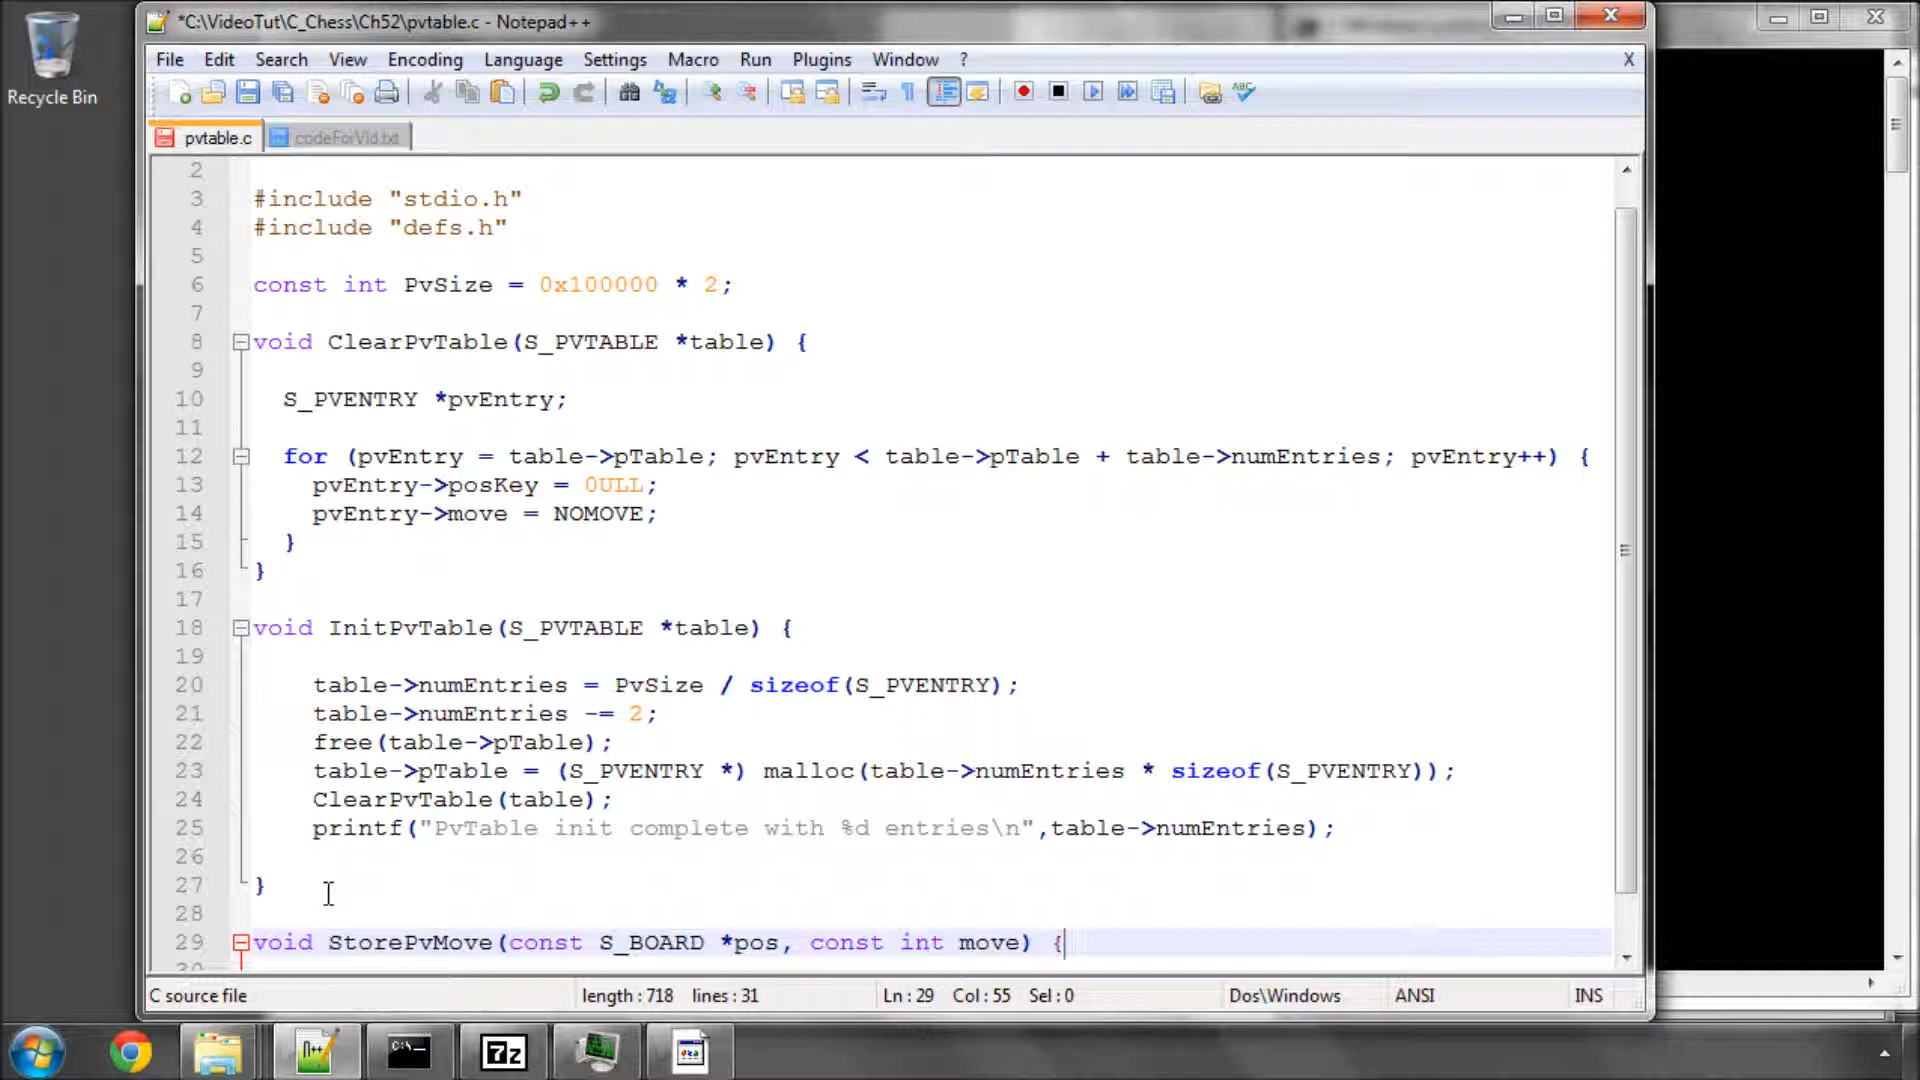 *C:\VideoTut\C_Chess\Ch52\pvtable.c - Notepad++
Recycle Bin
File Edit Search View Encoding Language Settings Macro Run Plugins Window ? X
pvtable.c codeForVid.txt
2
3 #include "stdio.h"
4 #include "defs.h"
5
6 const int PvSize = 0x100000 * 2;
7
8 void ClearPvTable(S_PVTABLE *table) {
9
10 S_PVENTRY *pvEntry;
11
12 for (pvEntry = table->pTable; pvEntry < table->pTable + table->numEntries; pvEntry++) {
13 pvEntry->posKey = 0ULL;
14 pvEntry->move = NOMOVE;
15 }
16 }
17
18 void InitPvTable(S_PVTABLE *table) {
19
20 table->numEntries = PvSize / sizeof(S_PVENTRY);
21 table->numEntries -= 2;
22 free(table->pTable);
23 table->pTable = (S_PVENTRY *) malloc(table->numEntries * sizeof(S_PVENTRY));
24 ClearPvTable(table);
25 printf("PvTable init complete with %d entries\n",table->numEntries);
26
27 }
28
29 void StorePvMove(const S_BOARD *pos, const int move) {
30
C source file length : 718 lines : 31 Ln : 29 Col : 55 Sel : 0 Dos\Windows ANSI INS